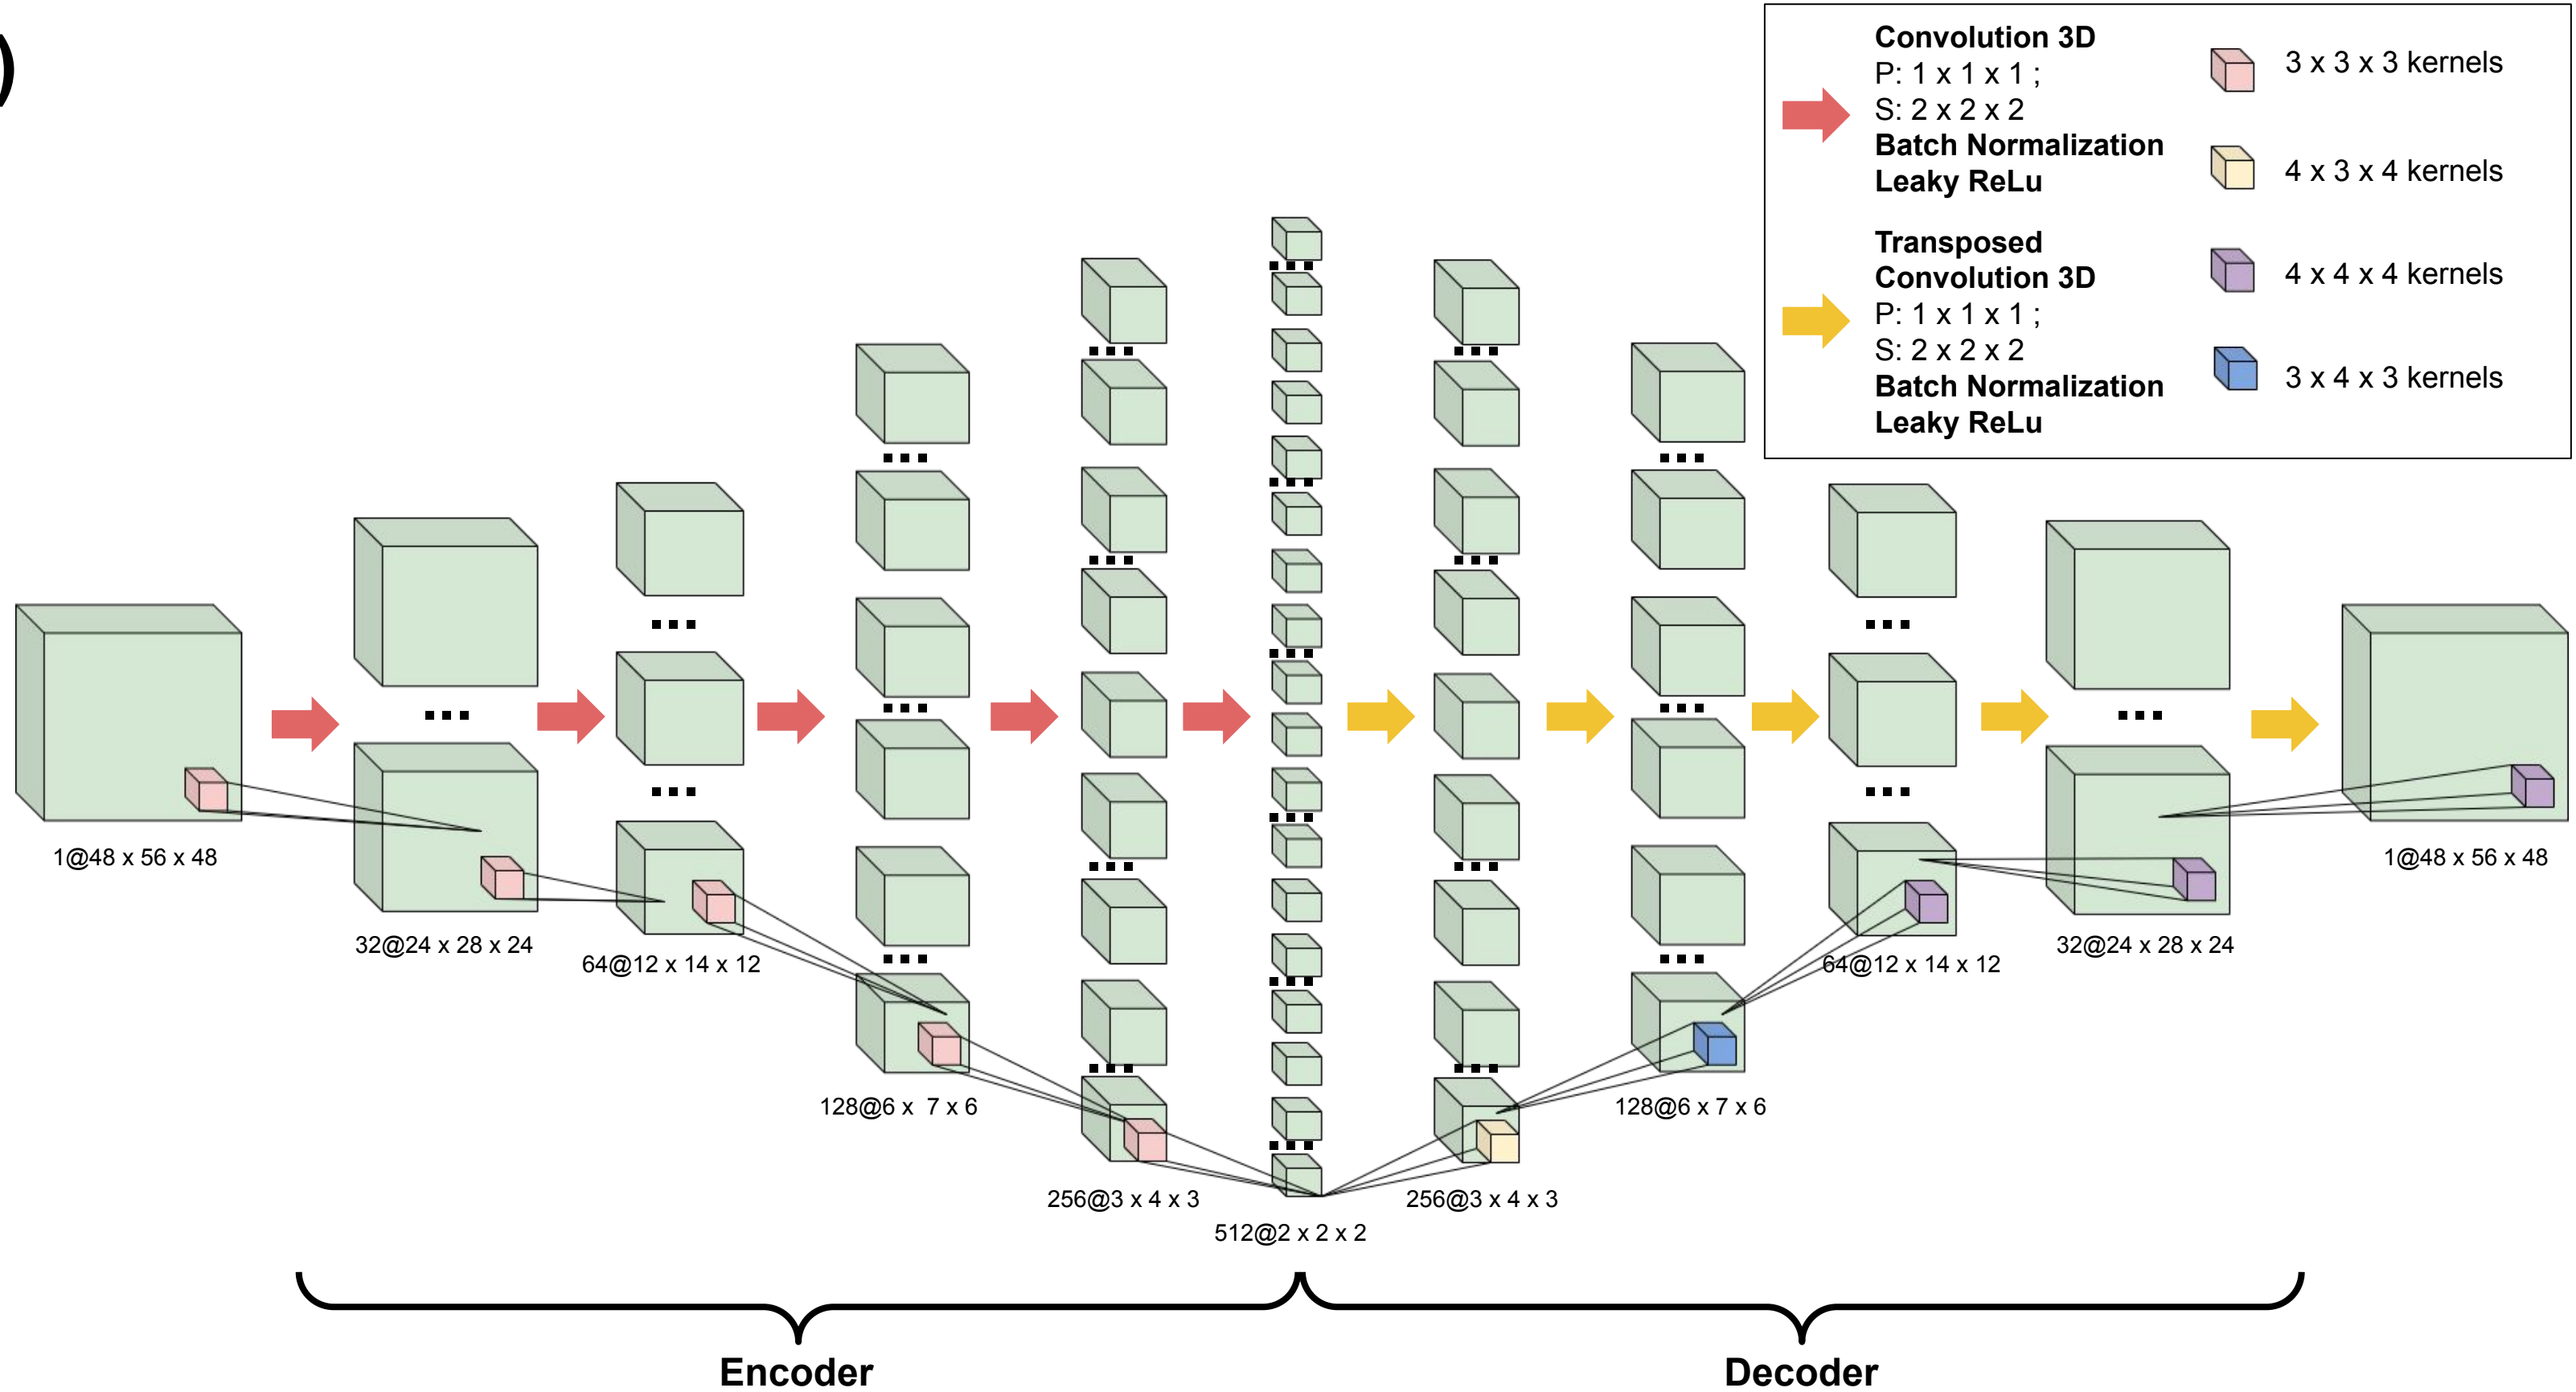 )
Convolution 3D
P: 1 x 1 x 1 ;
S: 2 x 2 x 2
Batch Normalization
Leaky ReLu
Transposed
Convolution 3D
P: 1 x 1 x 1 ;
S: 2 x 2 x 2
Batch Normalization
Leaky ReLu
3 x 3 x 3 kernels
4 x 3 x 4 kernels
4 x 4 x 4 kernels
3 x 4 x 3 kernels
1@48 x 56 x 48
32@24 x 28 x 24
64@12 x 14 x 12
128@6 x  7 x 6
256@3 x 4 x 3
512@2 x 2 x 2
256@3 x 4 x 3
128@6 x 7 x 6
64@12 x 14 x 12
32@24 x 28 x 24
1@48 x 56 x 48
Encoder
Decoder